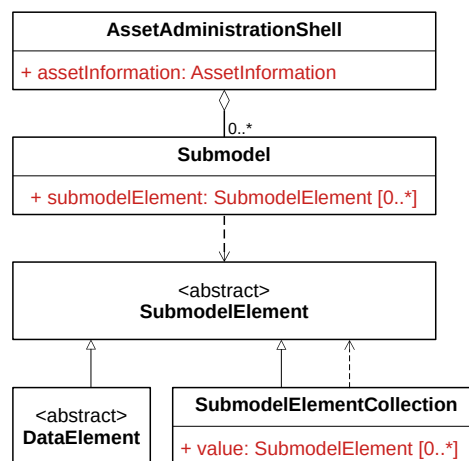 AssetAdministrationShell
+ assetInformation: AssetInformation
0..*
Submodel
+ submodelElement: SubmodelElement [0..*]
<abstract>
SubmodelElement
<abstract>
DataElement
SubmodelElementCollection
+ value: SubmodelElement [0..*]